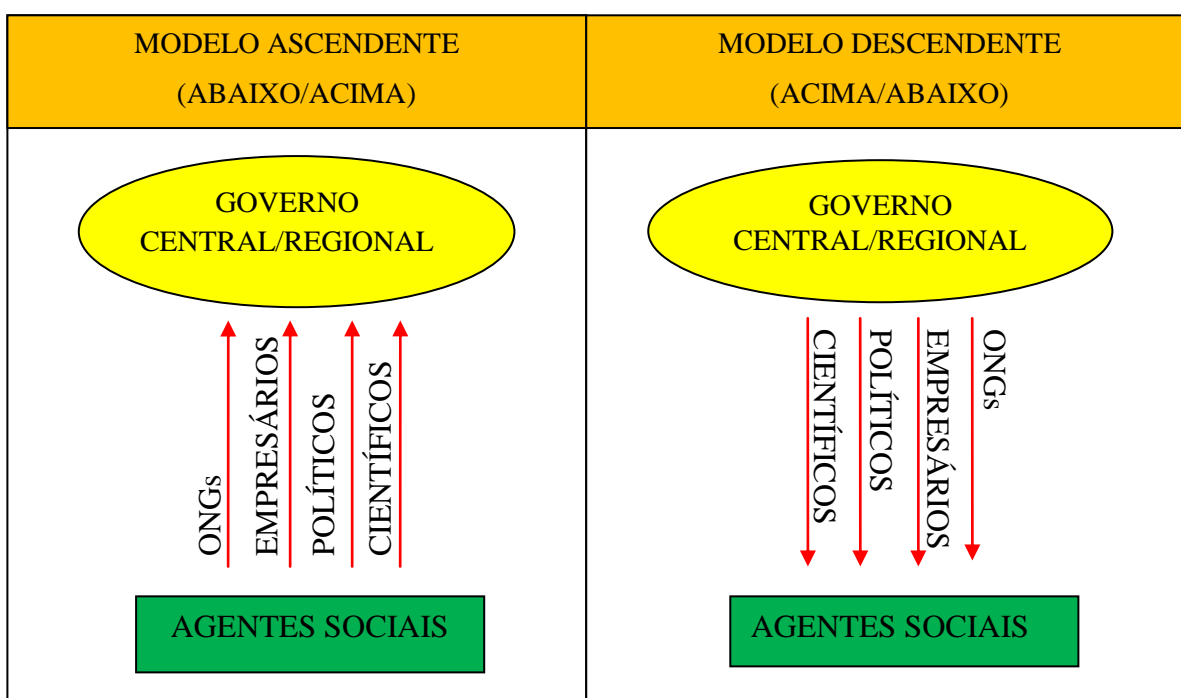 MODELO ASCENDENTE
(ABAIXO/ACIMA)
GOVERNO
CENTRAL/REGIONAL
ONGs
EMPRESÁRIOS
POLÍTICOS
CIENTÍFICOS
AGENTES SOCIAIS
MODELO DESCENDENTE
(ACIMA/ABAIXO)
GOVERNO
CENTRAL/REGIONAL
CIENTÍFICOS
POLÍTICOS
EMPRESÁRIOS
ONGs
AGENTES SOCIAIS